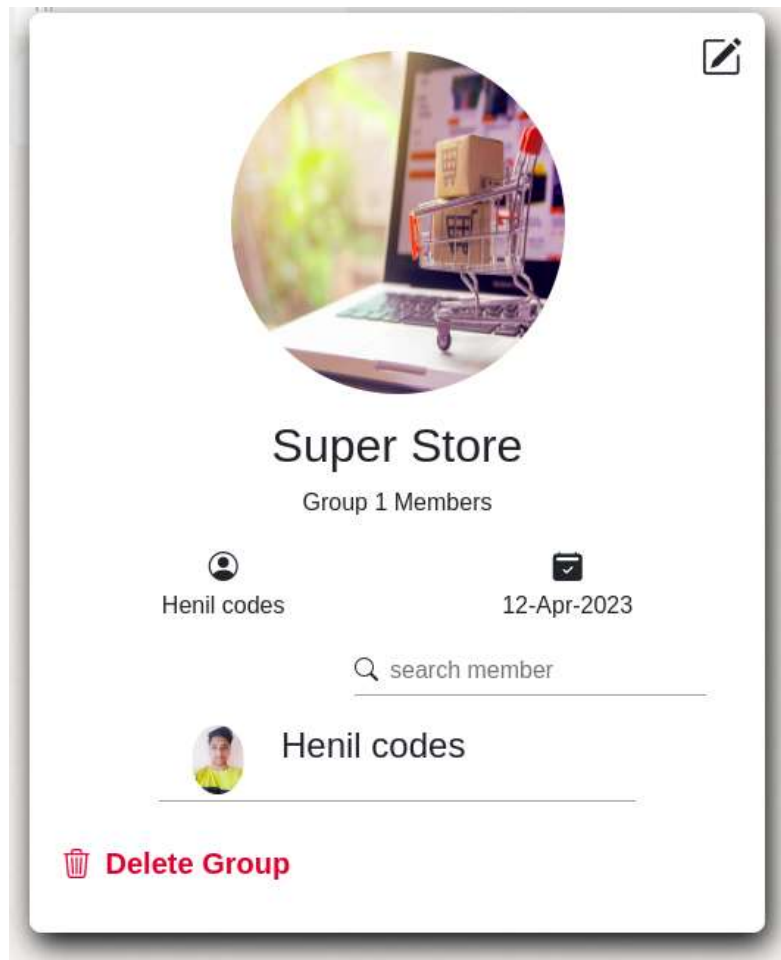 Super Store
Group 1 Members
Henil codes
12-Apr-2023
search member
Henil codes
Delete Group